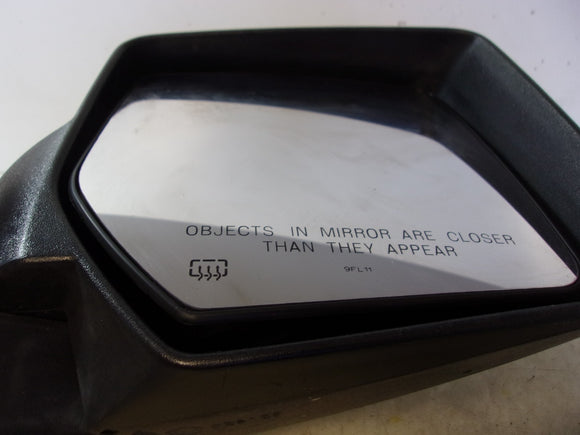 OBJECTS IN MIRROR ARE CLOSER
THAN THEY APPEAR
9FL11